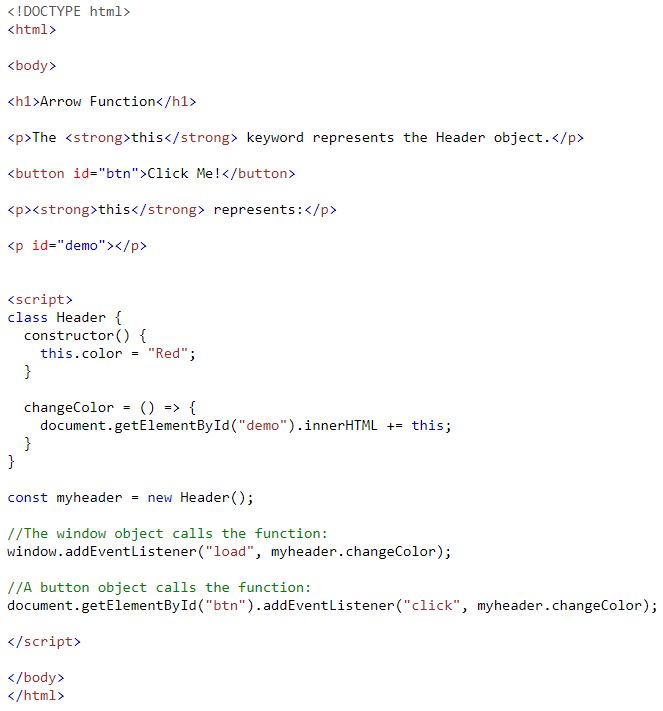 <!DOCTYPE html>
<html>
<body>
<h1>Arrow Function</h1>
<p>The <strong>this</strong> keyword represents the Header object.</p>
<button id="btn">Click Me!</button>
<p><strong>this</strong> represents:</p>
<p id="demo"></p>
<script>
class Header {
  constructor() {
    this.color = "Red";
  }
  changeColor = () => {
    document.getElementById("demo").innerHTML += this;
  }
}
const myheader = new Header();
//The window object calls the function:
window.addEventListener("load", myheader.changeColor);
//A button object calls the function:
document.getElementById("btn").addEventListener("click", myheader.changeColor);
</script>
</body>
</html>